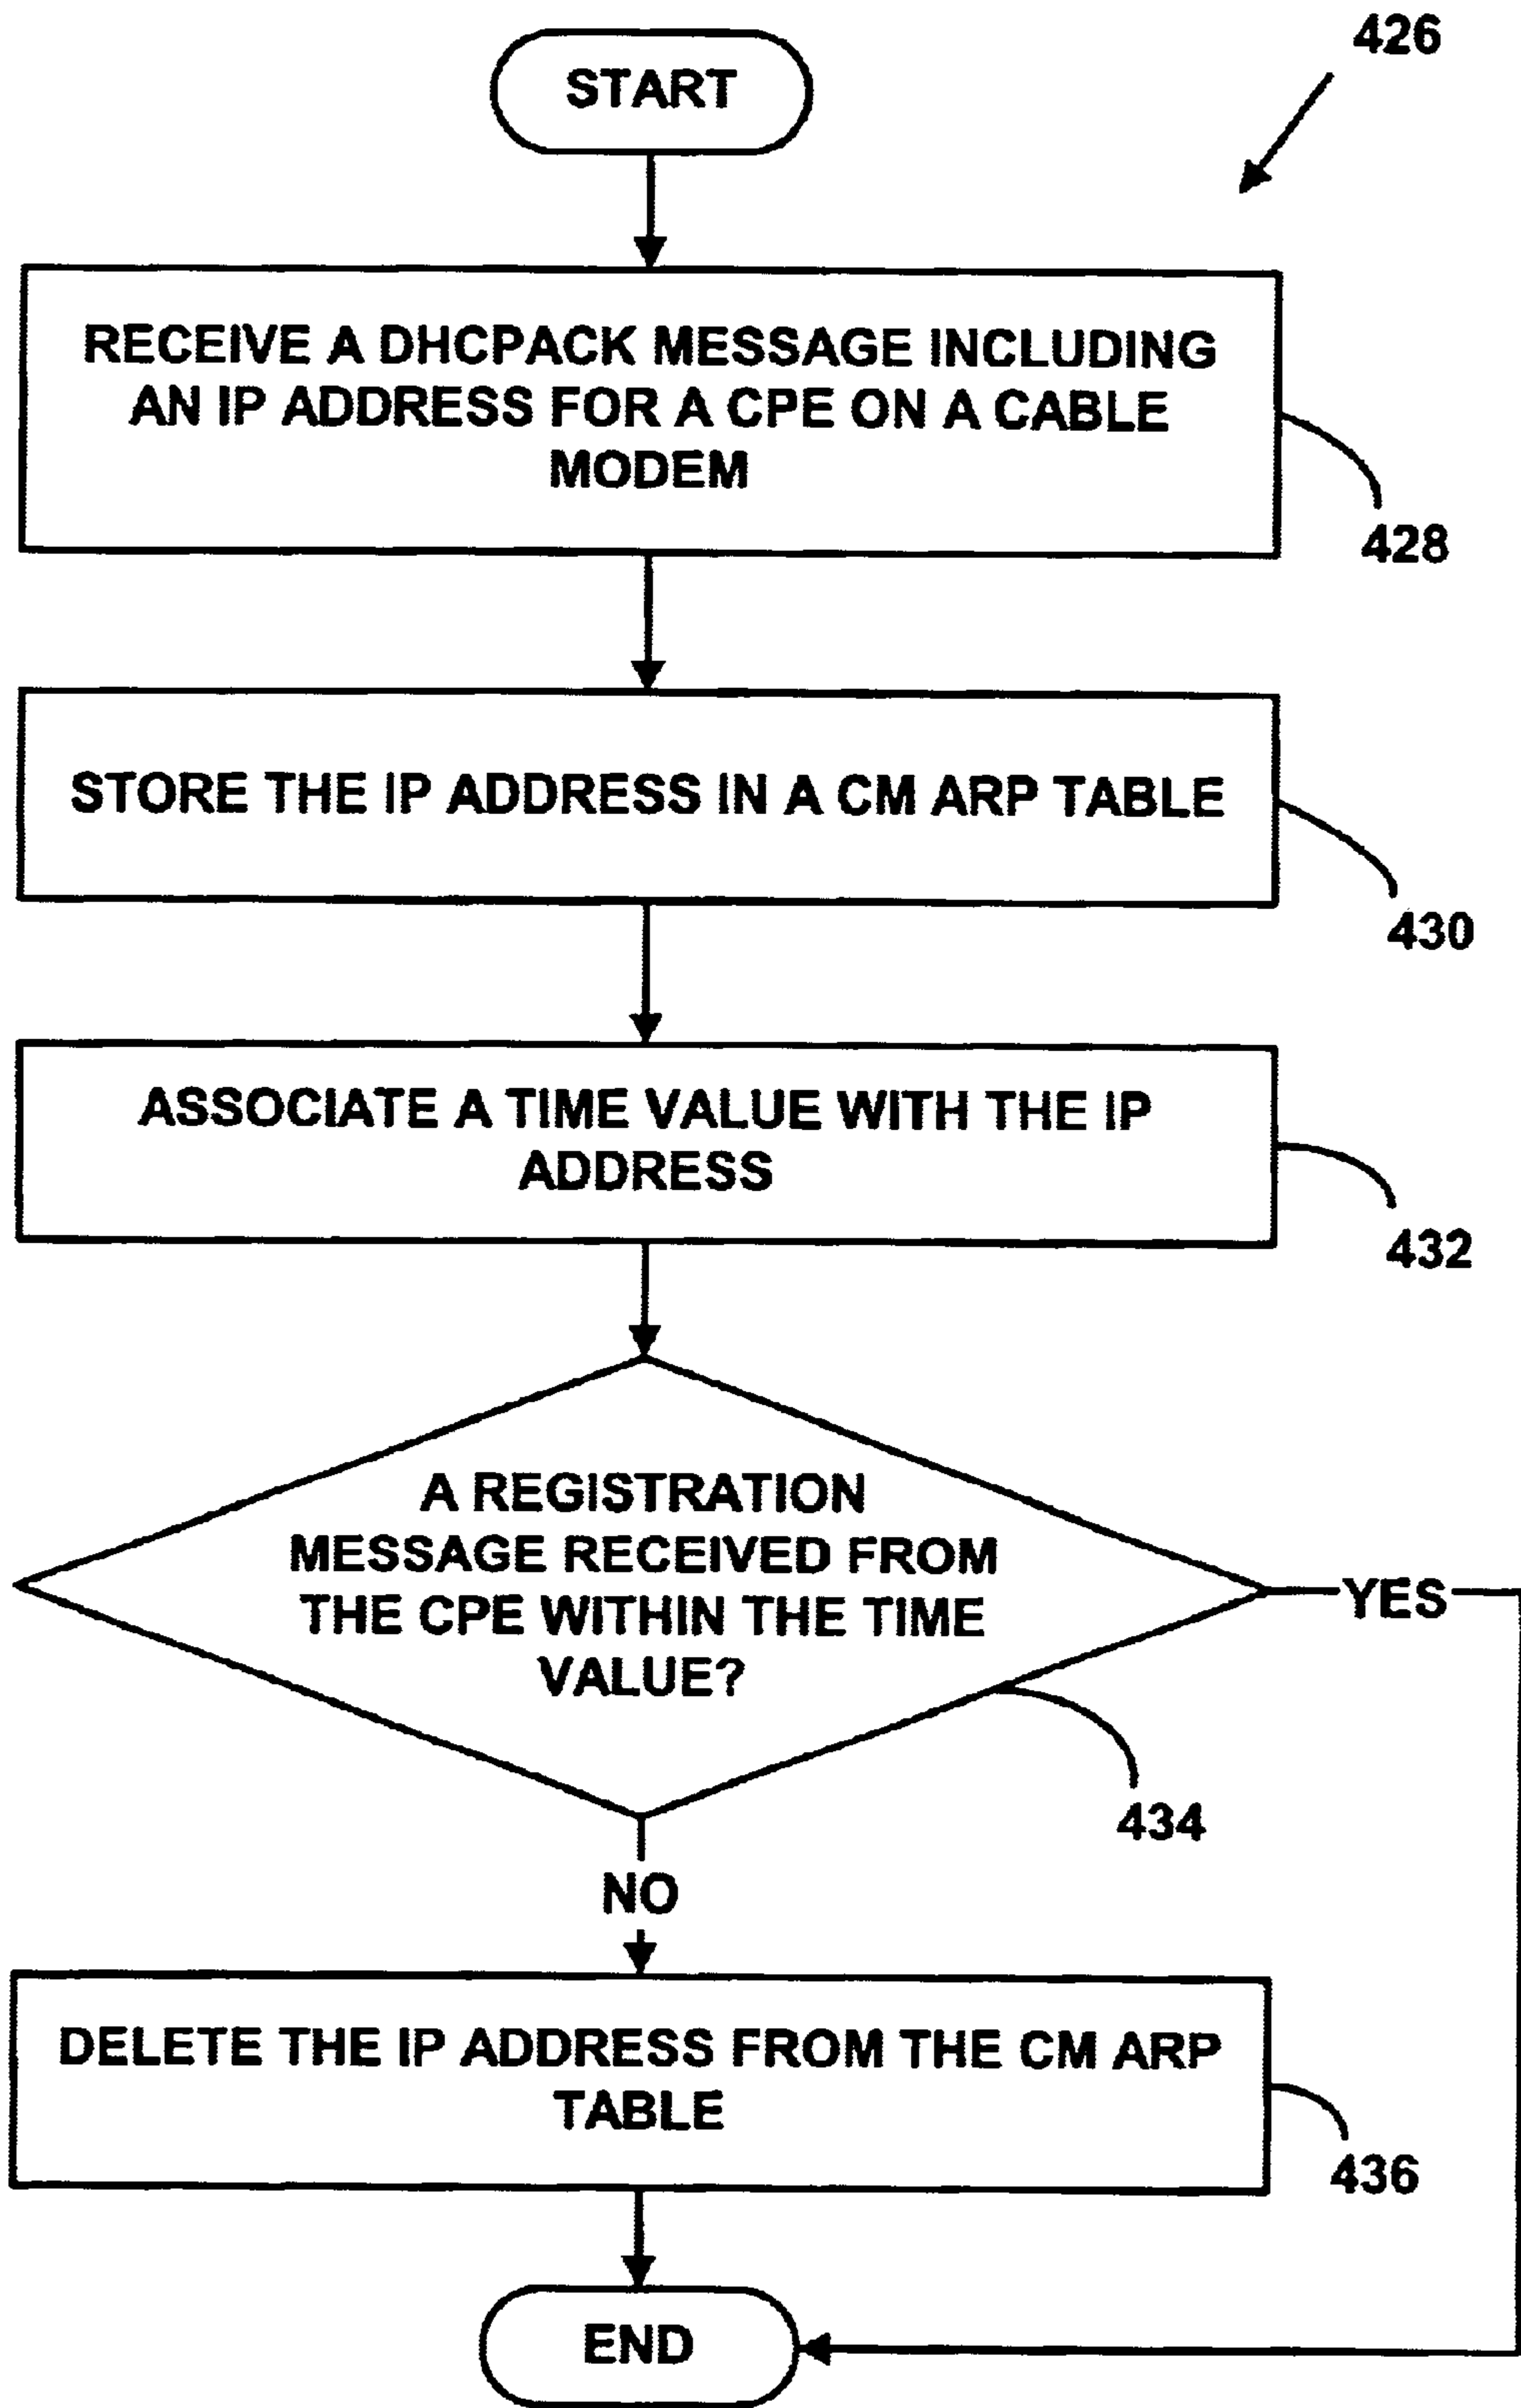 426
START
RECEIVE A DHCPACK MESSAGE INCLUDING
AN IP ADDRESS FOR A CPE ON A CABLE
MODEM
428
STORE THE IP ADDRESS IN A CM ARP TABLE
430
ASSOCIATE A TIME VALUE WITH THE IP
ADDRESS
432
A REGISTRATION
MESSAGE RECEIVED FROM
THE CPE WITHIN THE TIME
VALUE?
YES
434
NO
DELETE THE IP ADDRESS FROM THE CM ARP
TABLE
436
END